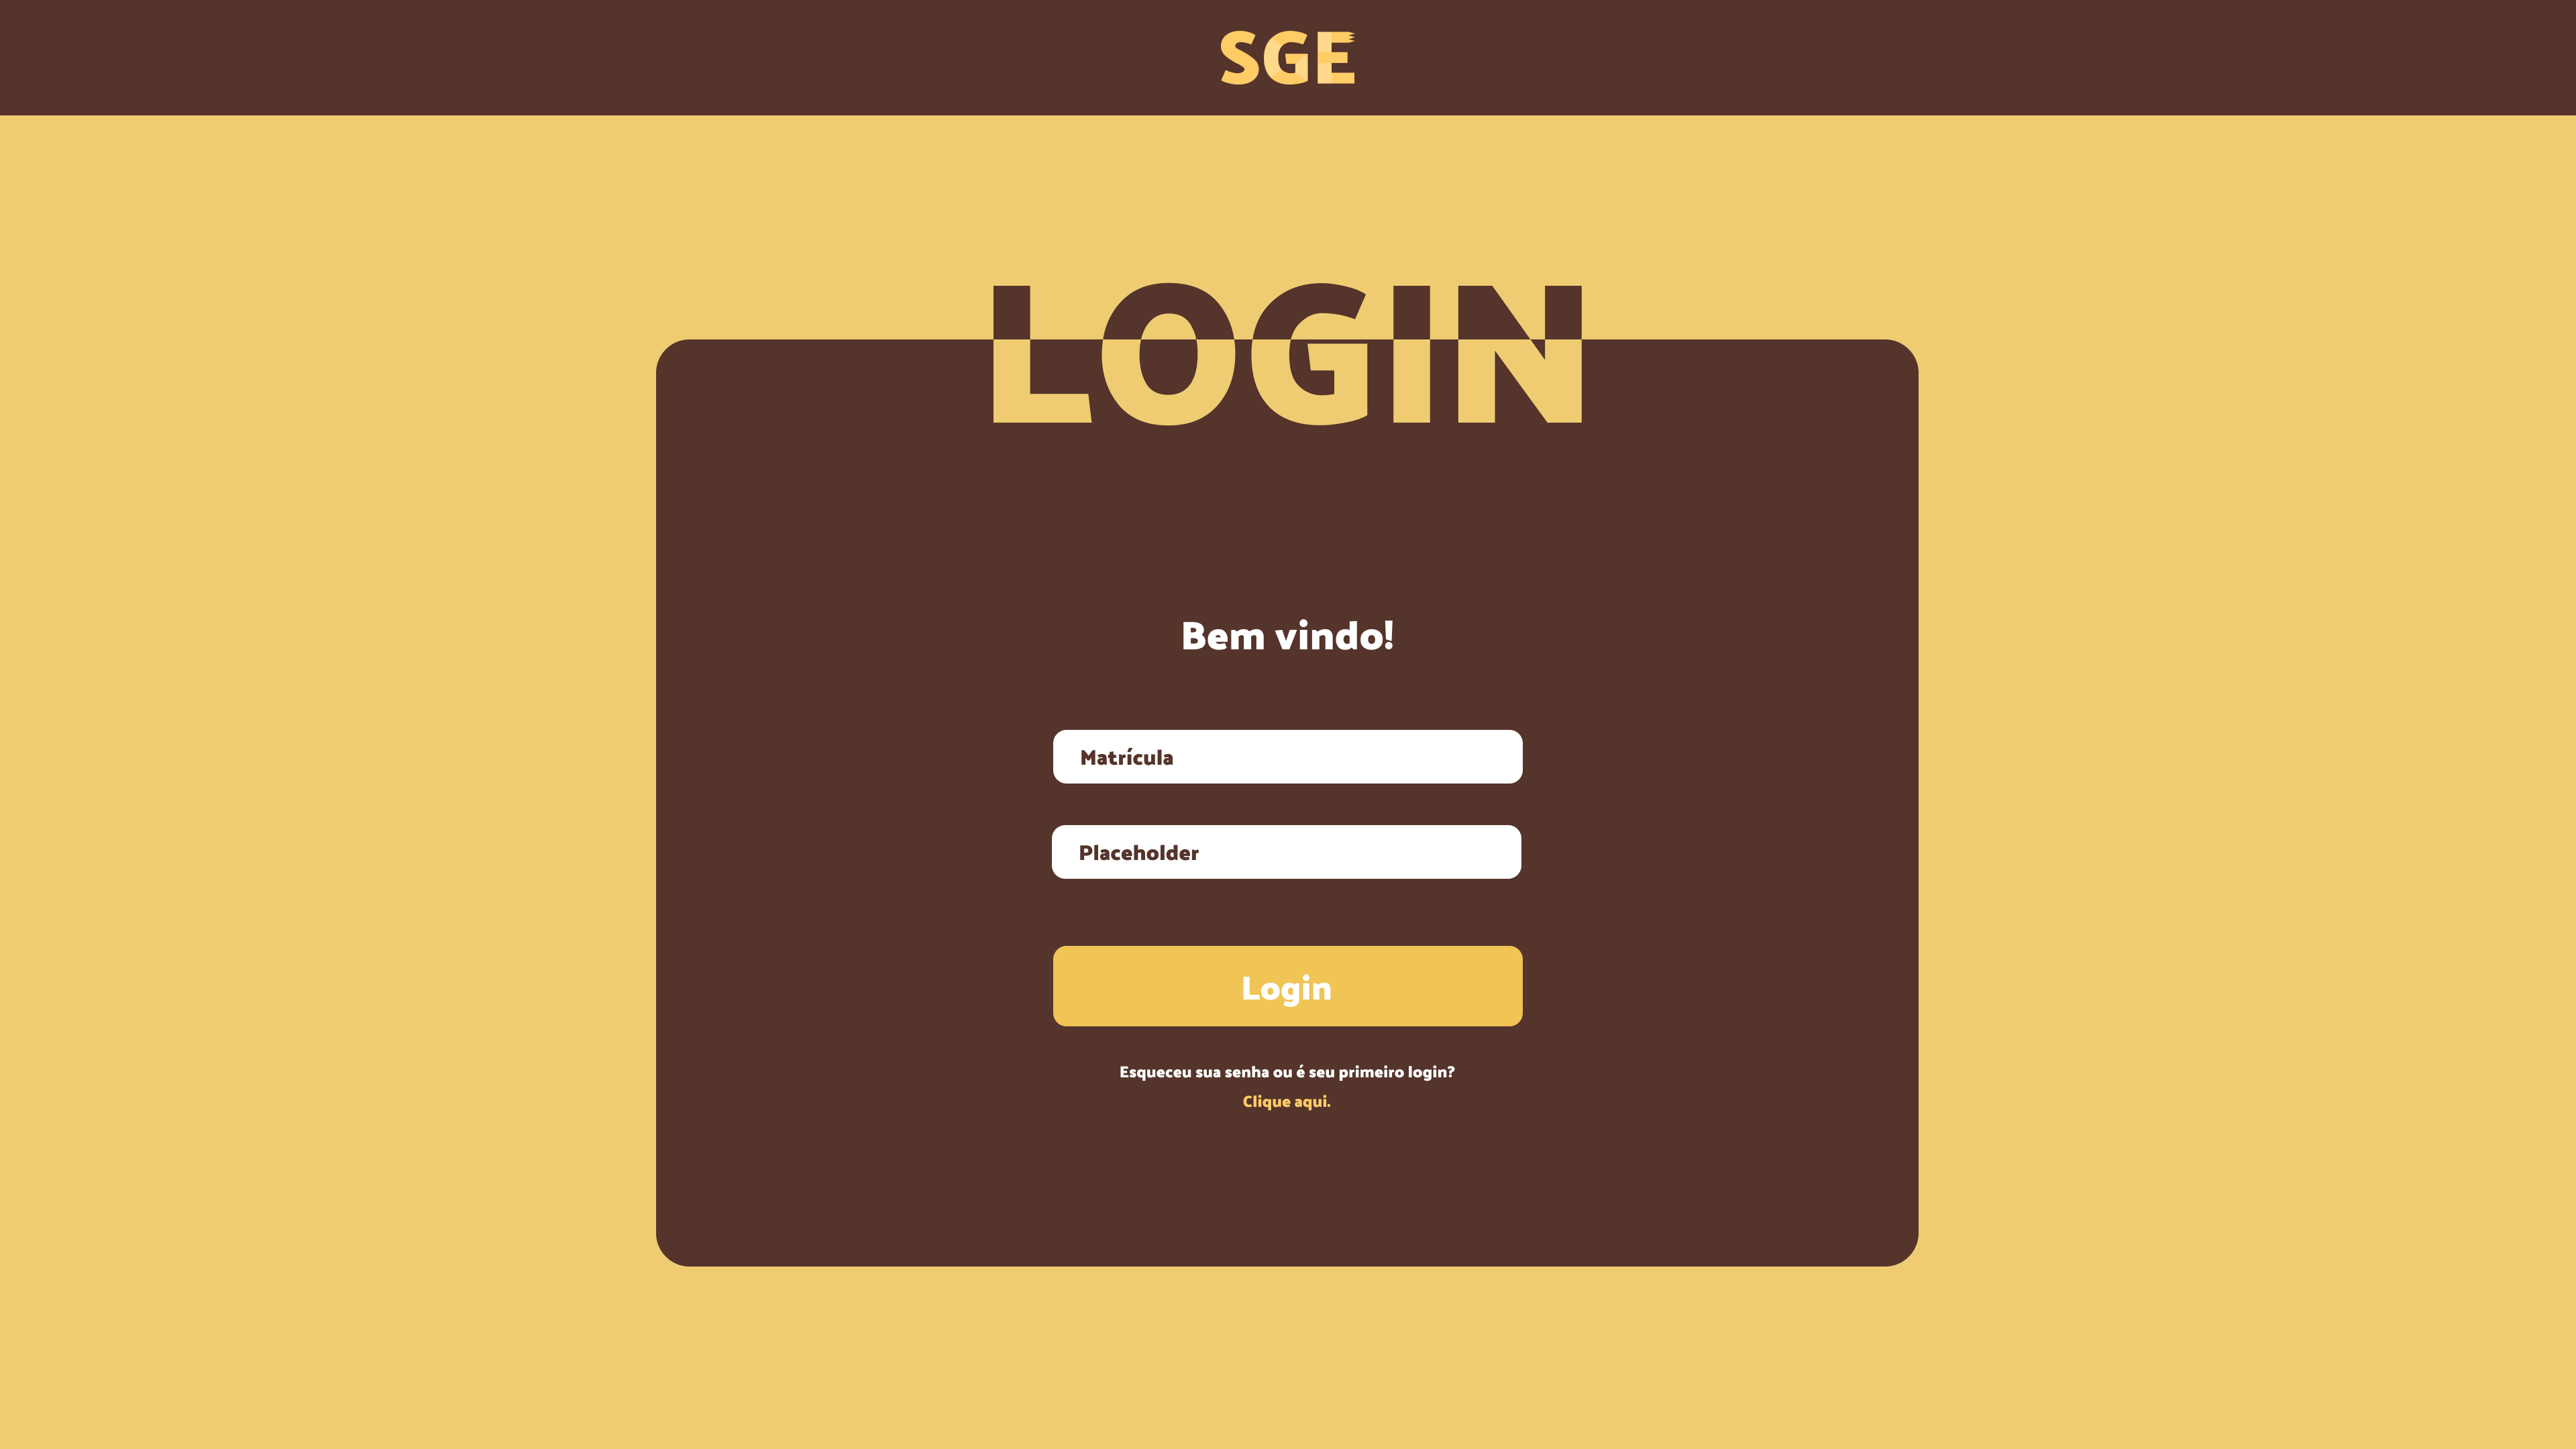 SGE
LOGIN
Bem vindo!
Matrícula
Placeholder
Login
Esqueceu sua senha ou é seu primeiro login?
Clique aqui.